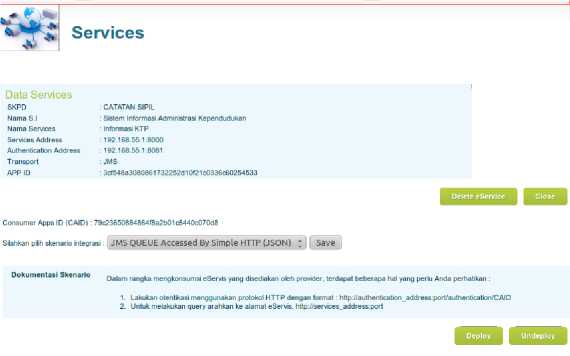 Services
Data Services
SKPD : CATATAN SIPIL
Nama S.I : Sistem Informasi Administrasi Kependudukan
Nama Services : Informasi KTP
Services Address : 192.168.55.1:8000
Authentication Address : 192.168.55.1:8081
Transport : JMS
APP ID
Delete eService Close
Consumer Apps ID (CAID) :
Silahkan pilih skenario integrasi : JMS QUEUE Accessed By Simple HTTP (JSON) Save
Dokumentasi Skenario
Dalam rangka mengkonsumsi eServis yang disediakan oleh provider, terdapat beberapa hal yang perlu Anda perhatikan :
1. Lakukan otentikasi menggunakan protokol HTTP dengan format : http://authentication_address:port/authentication/CAID
2. Untuk melakukan query arahkan ke alamat eServis, http://services_address:port
Deploy Undeploy